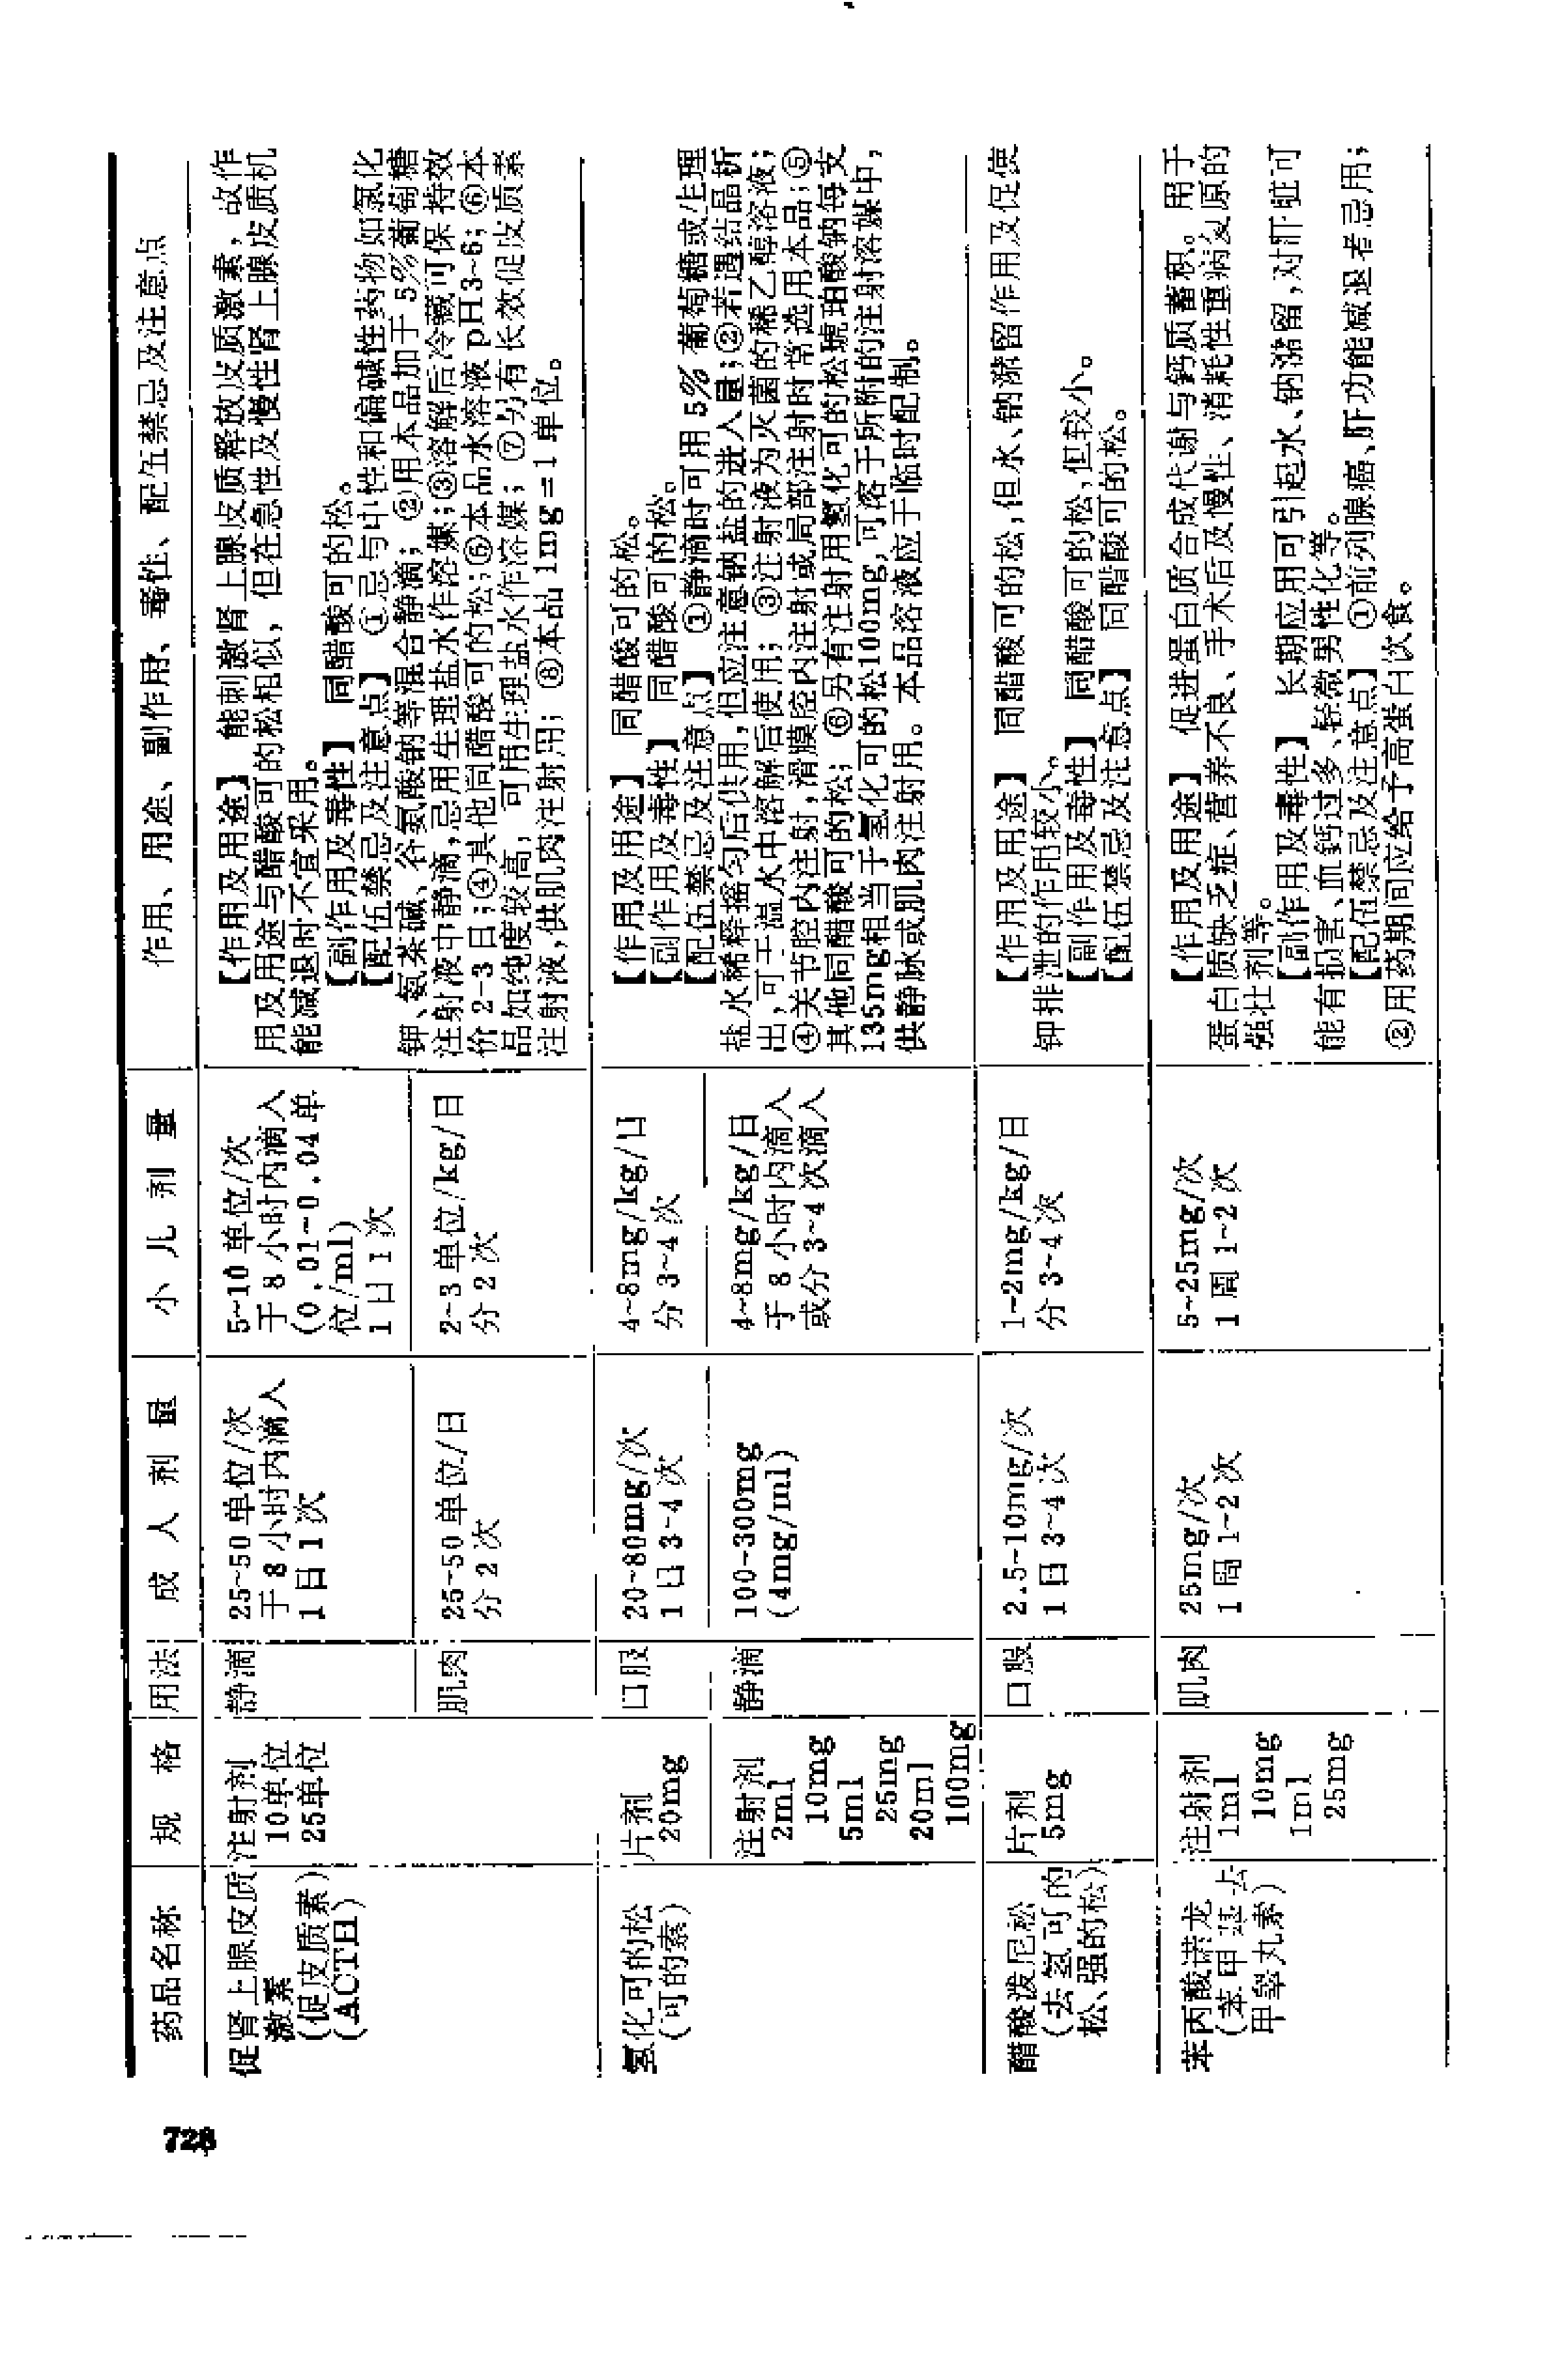 药品名称 规格 用法 成人剂量 小儿剂量 作用、用途、副作用、毒性、配伍禁忌及注意点
促肾上腺皮质
激素
(促皮质素)
(ACTH)
注射剂
10单位
25单位
静滴
25~50单位/次
于8小时内滴入
1日1次
5~10单位/次
于8小时内滴入
(0.01~0.04单
位/ml)
1日1次
肌肉
25~50单位/日
分2次
2~3单位/kg/日
分2次
【作用及用途】 能刺激肾上腺皮质释放皮质激素,故作
用及用途与醋酸可的松相似,但在急性及慢性肾上腺皮质机
能减退时不宜采用。
【副作用及毒性】 同醋酸可的松。
【配伍禁忌及注意点】 ①忌与中性和偏碱性药物如氯化
钾、氨茶碱、谷氨酸钠等混合静滴;②用本品加于5%葡萄糖
注射液中静滴,忌用生理盐水作溶媒;③溶解后冷藏可保持效
价2~3日;④其他同醋酸可的松;⑤本品水溶液pH3~6;⑥本
品如纯度较高,可用生理盐水作溶媒;⑦另有长效促皮质素
注射液,供肌肉注射用;⑧本品1mg=1单位。
氢化可的松
(可的索)
片剂
20mg
口服
20~80mg/次
1日3~4次
4~8mg/kg/日
分3~4次
注射剂
2ml
10mg
5ml
25mg
20ml
100mg
静滴
100~300mg
(4mg/ml)
4~8mg/kg/日
于8小时内滴入
或分3~4次滴入
【作用及用途】 同醋酸可的松。
【副作用及毒性】 同醋酸可的松。
【配伍禁忌及注意点】 ①静滴时可用5%葡萄糖或生理
盐水稀释摇匀后供用,但应注意钠盐的进入量;②若遇结晶析
出,可于温水中溶解后使用;③注射液为灭菌的稀乙醇溶液;
④关节腔内注射,滑膜腔内注射或局部注射时常选用本品;⑤
其他同醋酸可的松;⑥另有注射用氢化可的松琥珀酸钠每支
135mg相当于氢化可的松100mg,可溶于所附的注射溶媒中,
供静脉或肌肉注射用。本品溶液应于临时配制。
醋酸泼尼松
(去氢可的
松、强的松)
片剂
5mg
口服
2.5~10mg/次
1日3~4次
1~2mg/kg/日
分3~4次
【作用及用途】 同醋酸可的松,但水、钠潴留作用及促使
钾排泄的作用较小。
【副作用及毒性】 同醋酸可的松,但较小。
【配伍禁忌及注意点】 同醋酸可的松。
苯丙酸诺龙
(苯甲基去
甲睾丸素)
注射剂
1ml
10mg
1ml
25mg
肌肉
25mg/次
1周1~2次
5~25mg/次
1周1~2次
【作用及用途】 促进蛋白质合成代谢与钙质蓄积。用于
蛋白质缺乏症、营养不良、手术后及慢性、消耗性重病复原的
强壮剂等。
【副作用及毒性】 长期应用可引起水、钠潴留,对肝脏可
能有损害、血钙过多、轻微男性化等。
【配伍禁忌及注意点】 ①前列腺癌、肝功能减退者忌用;
②用药期间应给予高蛋白饮食。
728